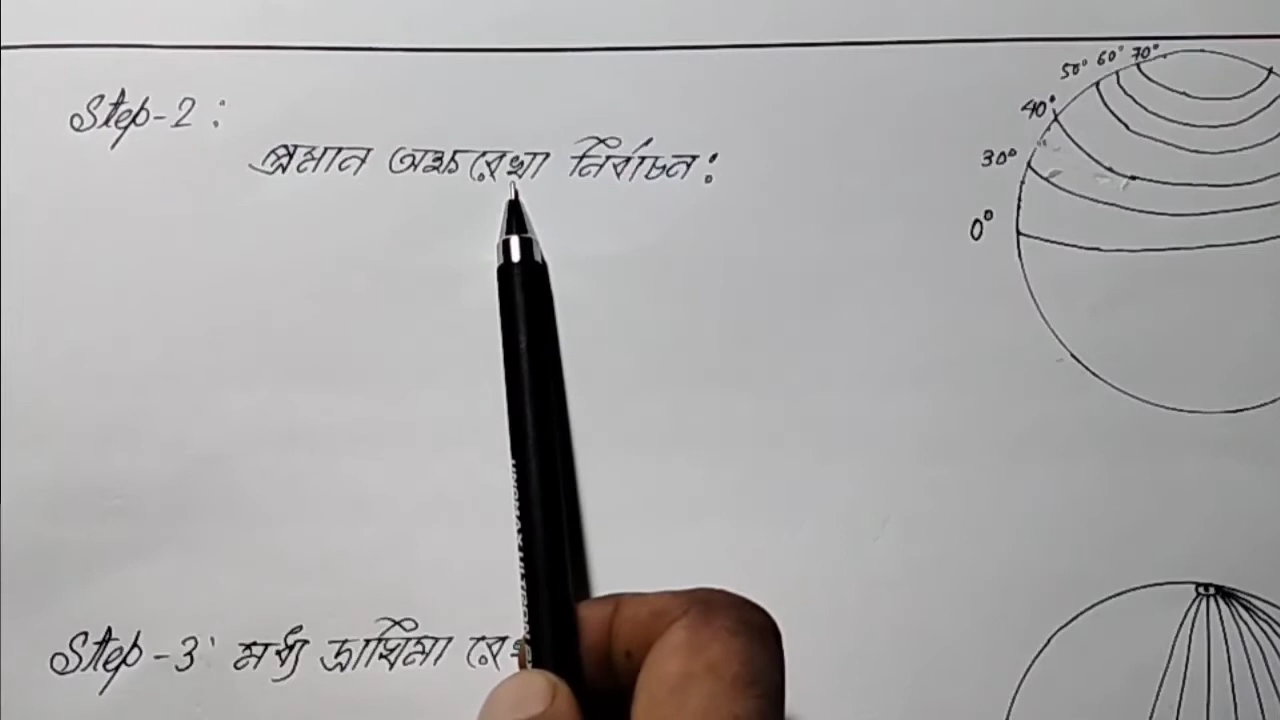 Step-2 :
প্রমান অক্ষরেখা নির্বাচন :
50° 60° 70°
40°
30°
0°
Step-3: মধ্য দ্রাঘিমা